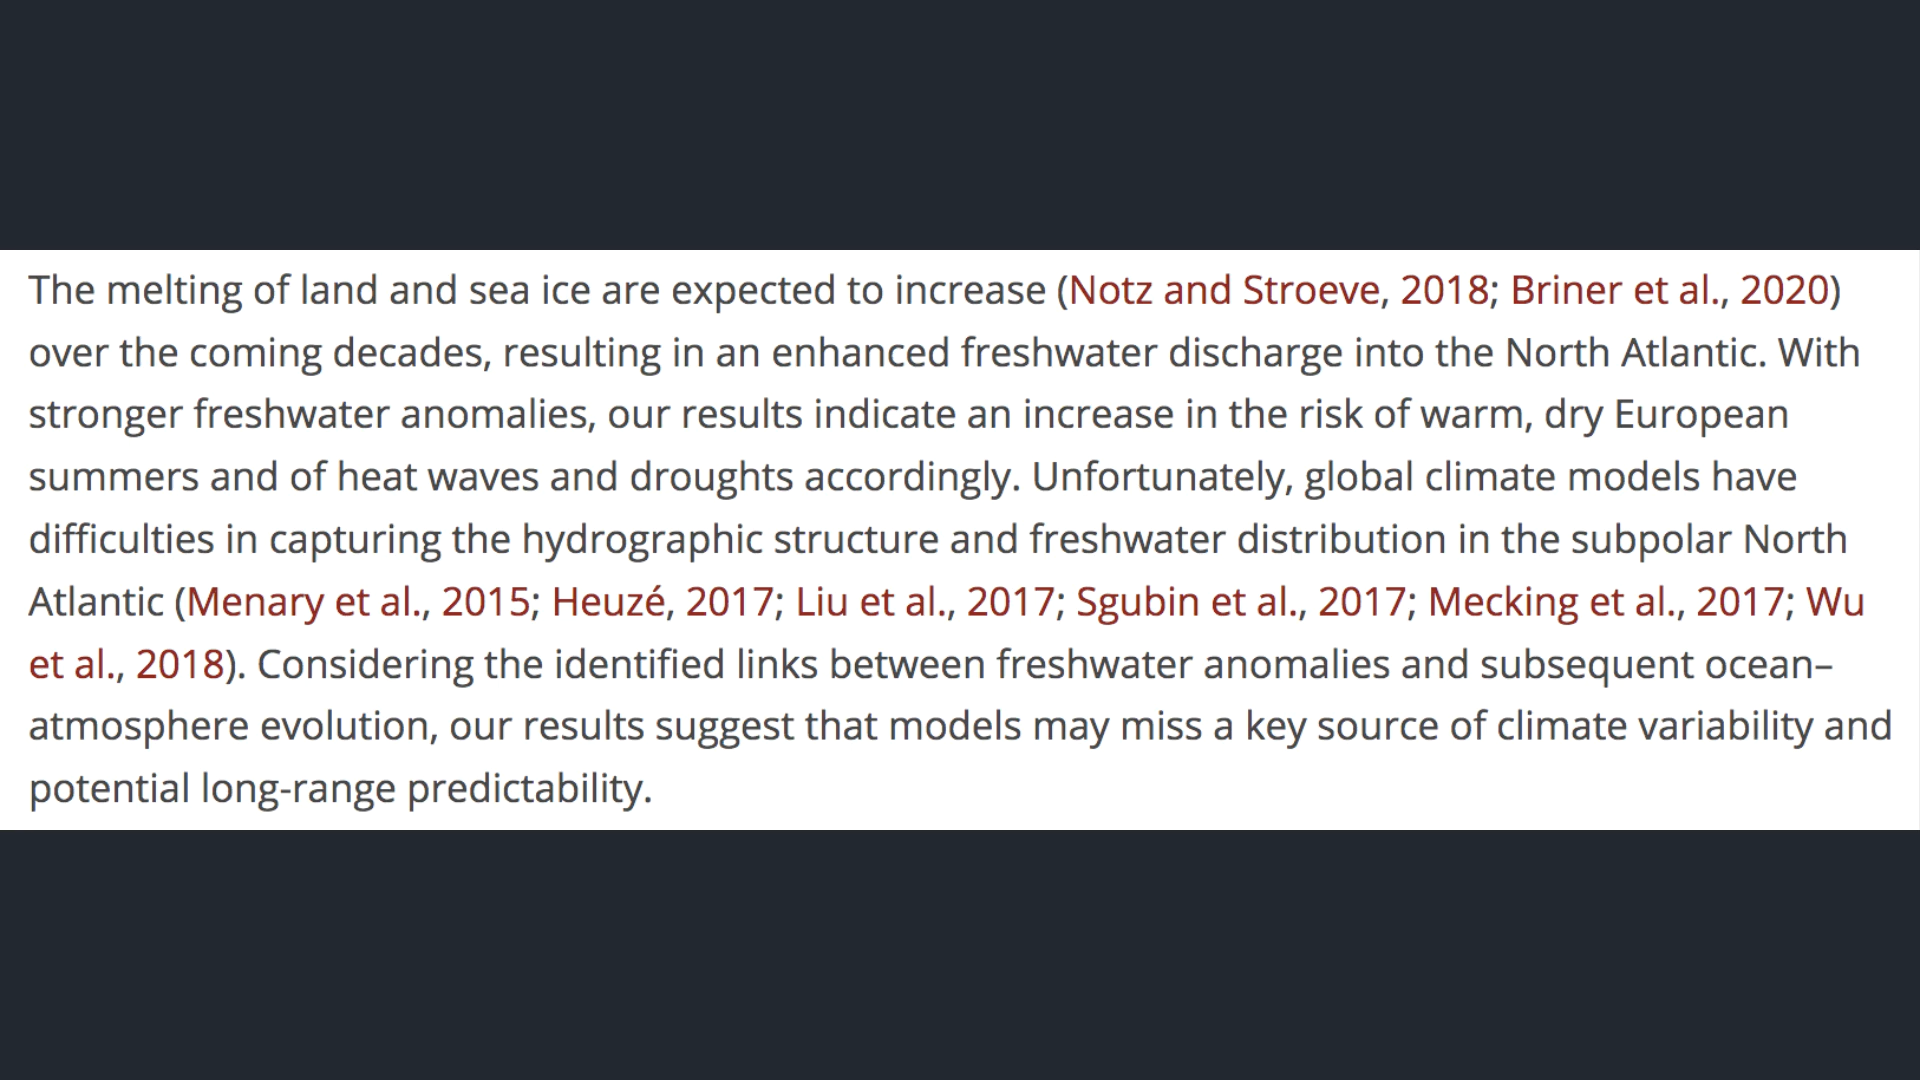 The melting of land and sea ice are expected to increase (Notz and Stroeve, 2018; Briner et al., 2020)
over the coming decades, resulting in an enhanced freshwater discharge into the North Atlantic. With
stronger freshwater anomalies, our results indicate an increase in the risk of warm, dry European
summers and of heat waves and droughts accordingly. Unfortunately, global climate models have
difficulties in capturing the hydrographic structure and freshwater distribution in the subpolar North
Atlantic (Menary et al., 2015; Heuzé, 2017; Liu et al., 2017; Sgubin et al., 2017; Mecking et al., 2017; Wu
et al., 2018). Considering the identified links between freshwater anomalies and subsequent ocean–
atmosphere evolution, our results suggest that models may miss a key source of climate variability and
potential long-range predictability.